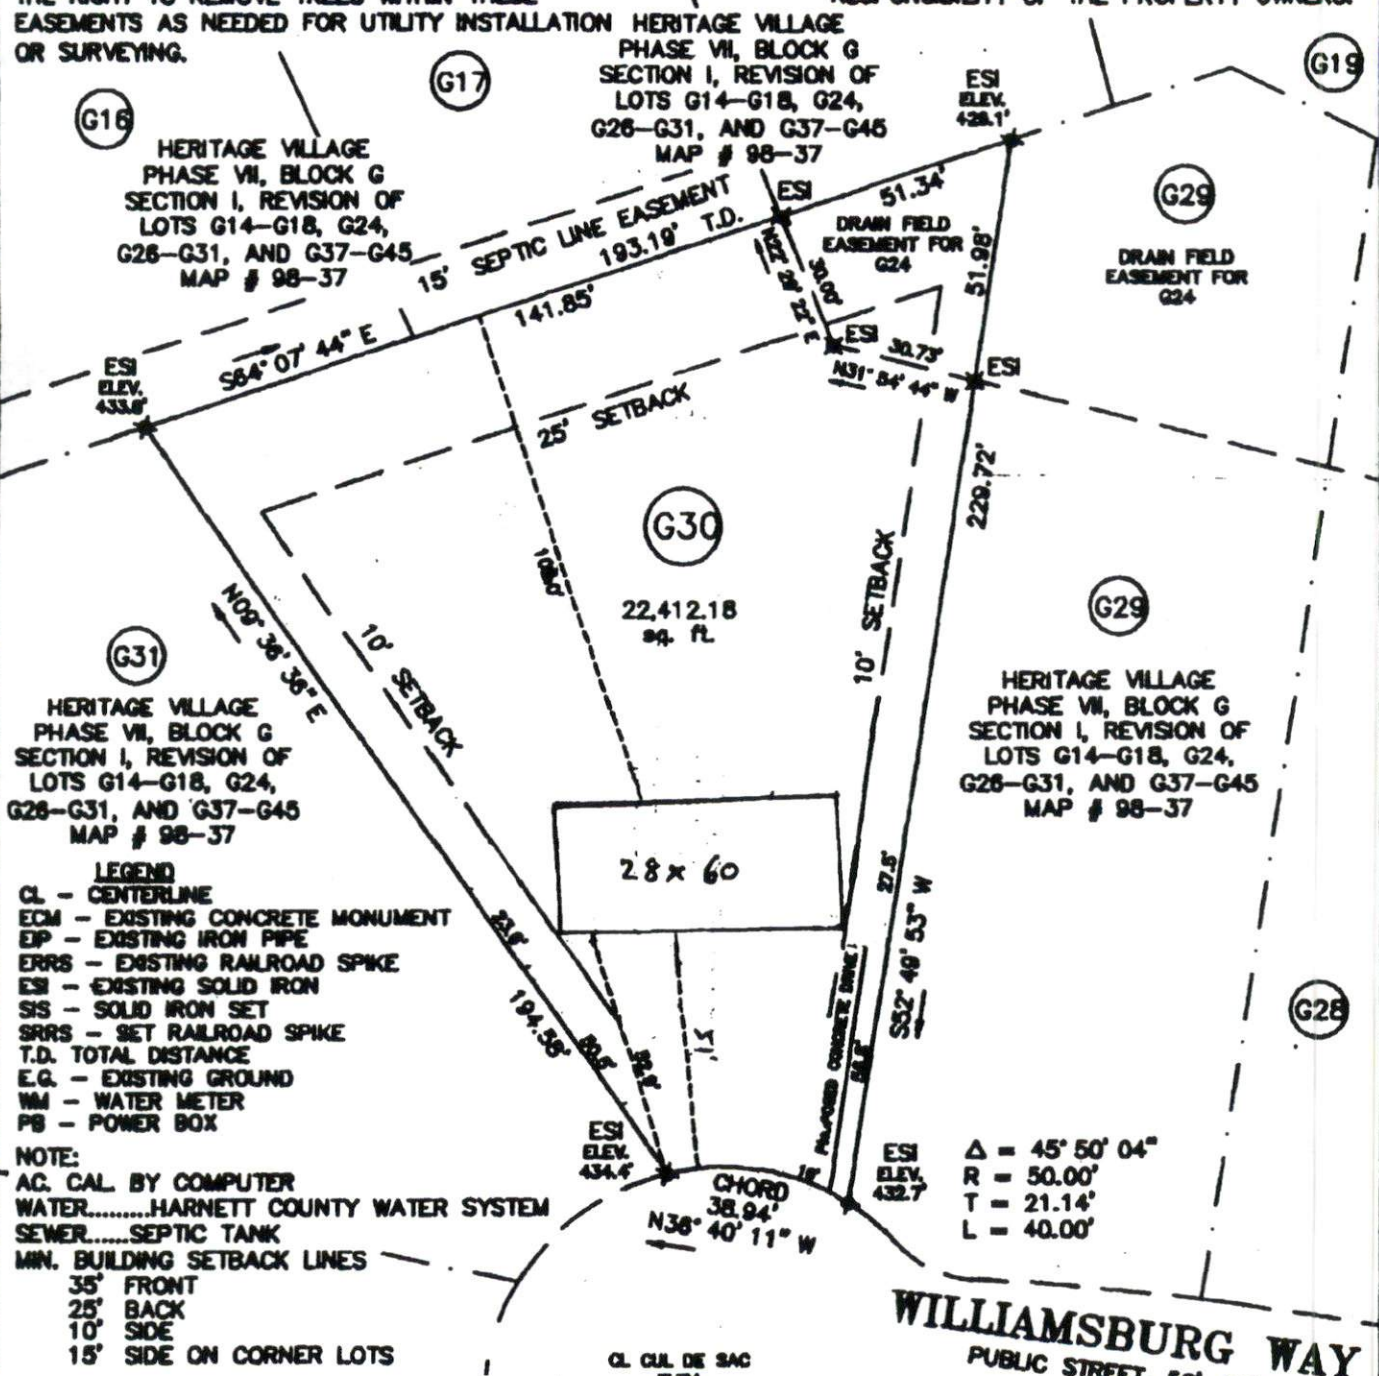 EASEMENTS AS NEEDED FOR UTILITY INSTALLATION
OR SURVEYING.
G16
G17
G19
HERITAGE VILLAGE
PHASE VII, BLOCK G
SECTION I, REVISION OF
LOTS G14-G18, G24,
G26-G31, AND G37-G45
MAP # 98-37
ESI
ELEV.
HERITAGE VILLAGE
PHASE VII, BLOCK G
SECTION I, REVISION OF
LOTS G14-G18, G24,
G26-G31, AND G37-G45
MAP # 98-37
15' SEPTIC LINE EASEMENT
193.19' T.D.
141.85'
S64° 07' 44" E
ESI
51.34'
DRAIN FIELD
EASEMENT FOR
G24
51.98'
G29
DRAIN FIELD
EASEMENT FOR
G24
30.00'
ESI
30.73'
N31° 54' 44" W
ESI
ESI
ELEV.
25' SETBACK
229.72'
G30
22,412.18
sq. ft.
10' SETBACK
10' SETBACK
N09° 36' 36" E
G31
HERITAGE VILLAGE
PHASE VII, BLOCK G
SECTION I, REVISION OF
LOTS G14-G18, G24,
G26-G31, AND G37-G45
MAP # 98-37
G29
HERITAGE VILLAGE
PHASE VII, BLOCK G
SECTION I, REVISION OF
LOTS G14-G18, G24,
G26-G31, AND G37-G45
MAP # 98-37
28 x 60
27.5'
S52° 49' 53" W
LEGEND
CL - CENTERLINE
ECM - EXISTING CONCRETE MONUMENT
EIP - EXISTING IRON PIPE
ERRS - EXISTING RAILROAD SPIKE
ESI - EXISTING SOLID IRON
SIS - SOLID IRON SET
SRRS - SET RAILROAD SPIKE
T.D. TOTAL DISTANCE
E.G. - EXISTING GROUND
WM - WATER METER
PB - POWER BOX
194.56'
51'
PROPOSED CONCRETE DRIVE
G28
NOTE:
AC. CAL. BY COMPUTER
WATER.........HARNETT COUNTY WATER SYSTEM
SEWER......SEPTIC TANK
MIN. BUILDING SETBACK LINES
35' FRONT
25' BACK
10' SIDE
15' SIDE ON CORNER LOTS
ESI
ELEV.
434.4'
CHORD
38.94'
N38° 40' 11" W
ESI
ELEV.
432.7'
Δ = 45° 50' 04"
R = 50.00'
T = 21.14'
L = 40.00'
WILLIAMSBURG WAY
PUBLIC STREET
CL CUL DE SAC